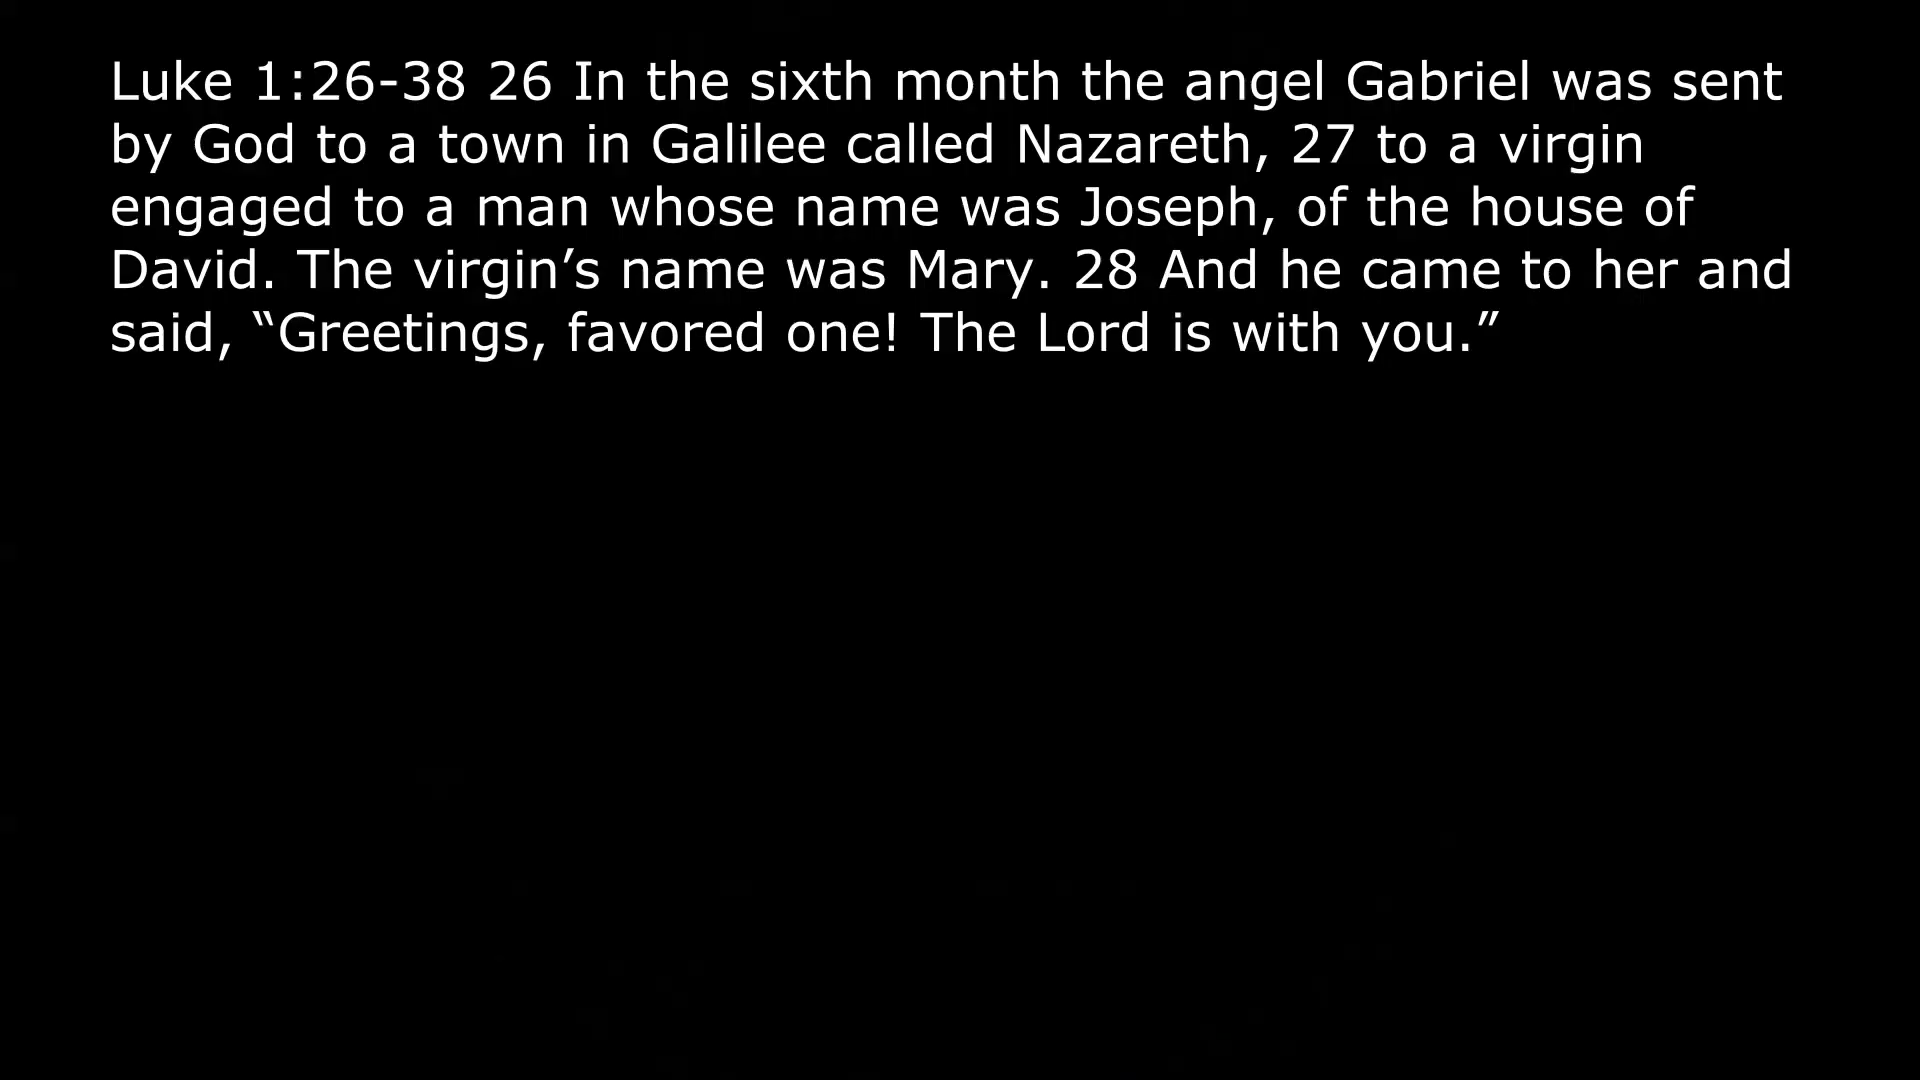 Luke 1:26-38 26 In the sixth month the angel Gabriel was sent
by God to a town in Galilee called Nazareth, 27 to a virgin
engaged to a man whose name was Joseph, of the house of
David. The virgin’s name was Mary. 28 And he came to her and
said, “Greetings, favored one! The Lord is with you.”